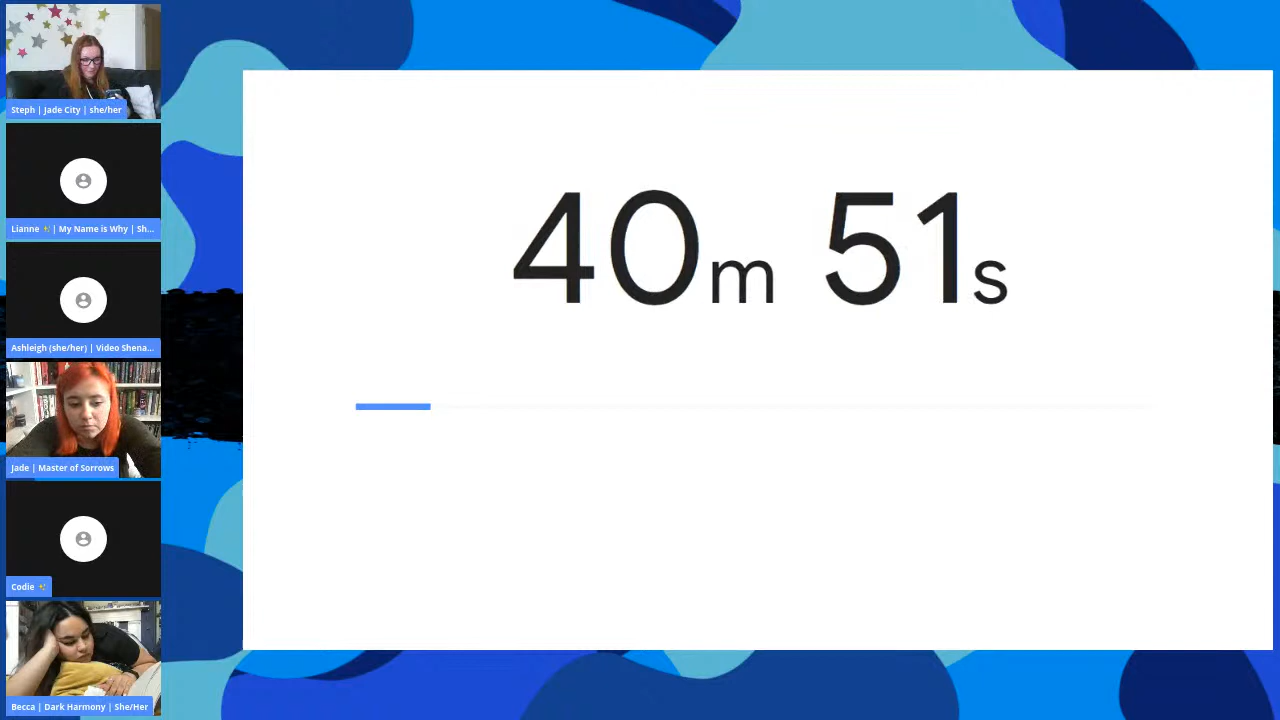 Steph | Jade City | she/her
Lianne ✨ | My Name is Why | Sh...
Ashleigh (she/her) | Video Shena...
Jade | Master of Sorrows
Codie ✨
Becca | Dark Harmony | She/Her
40m 51s